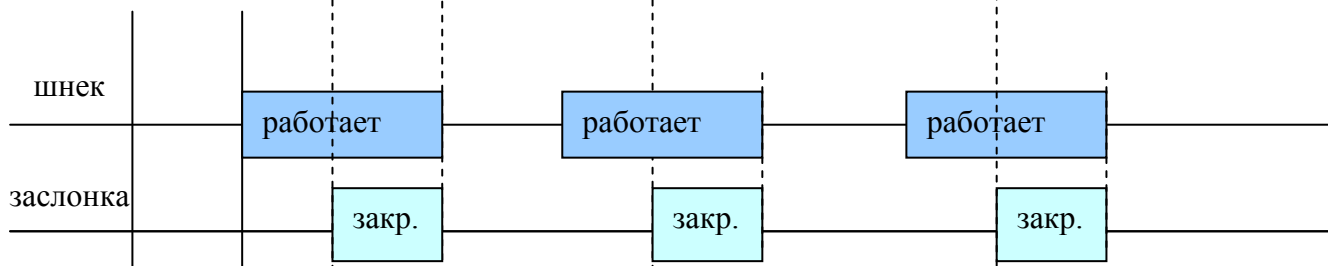 шнек
работает работает работает
заслонка
закр. закр. закр.